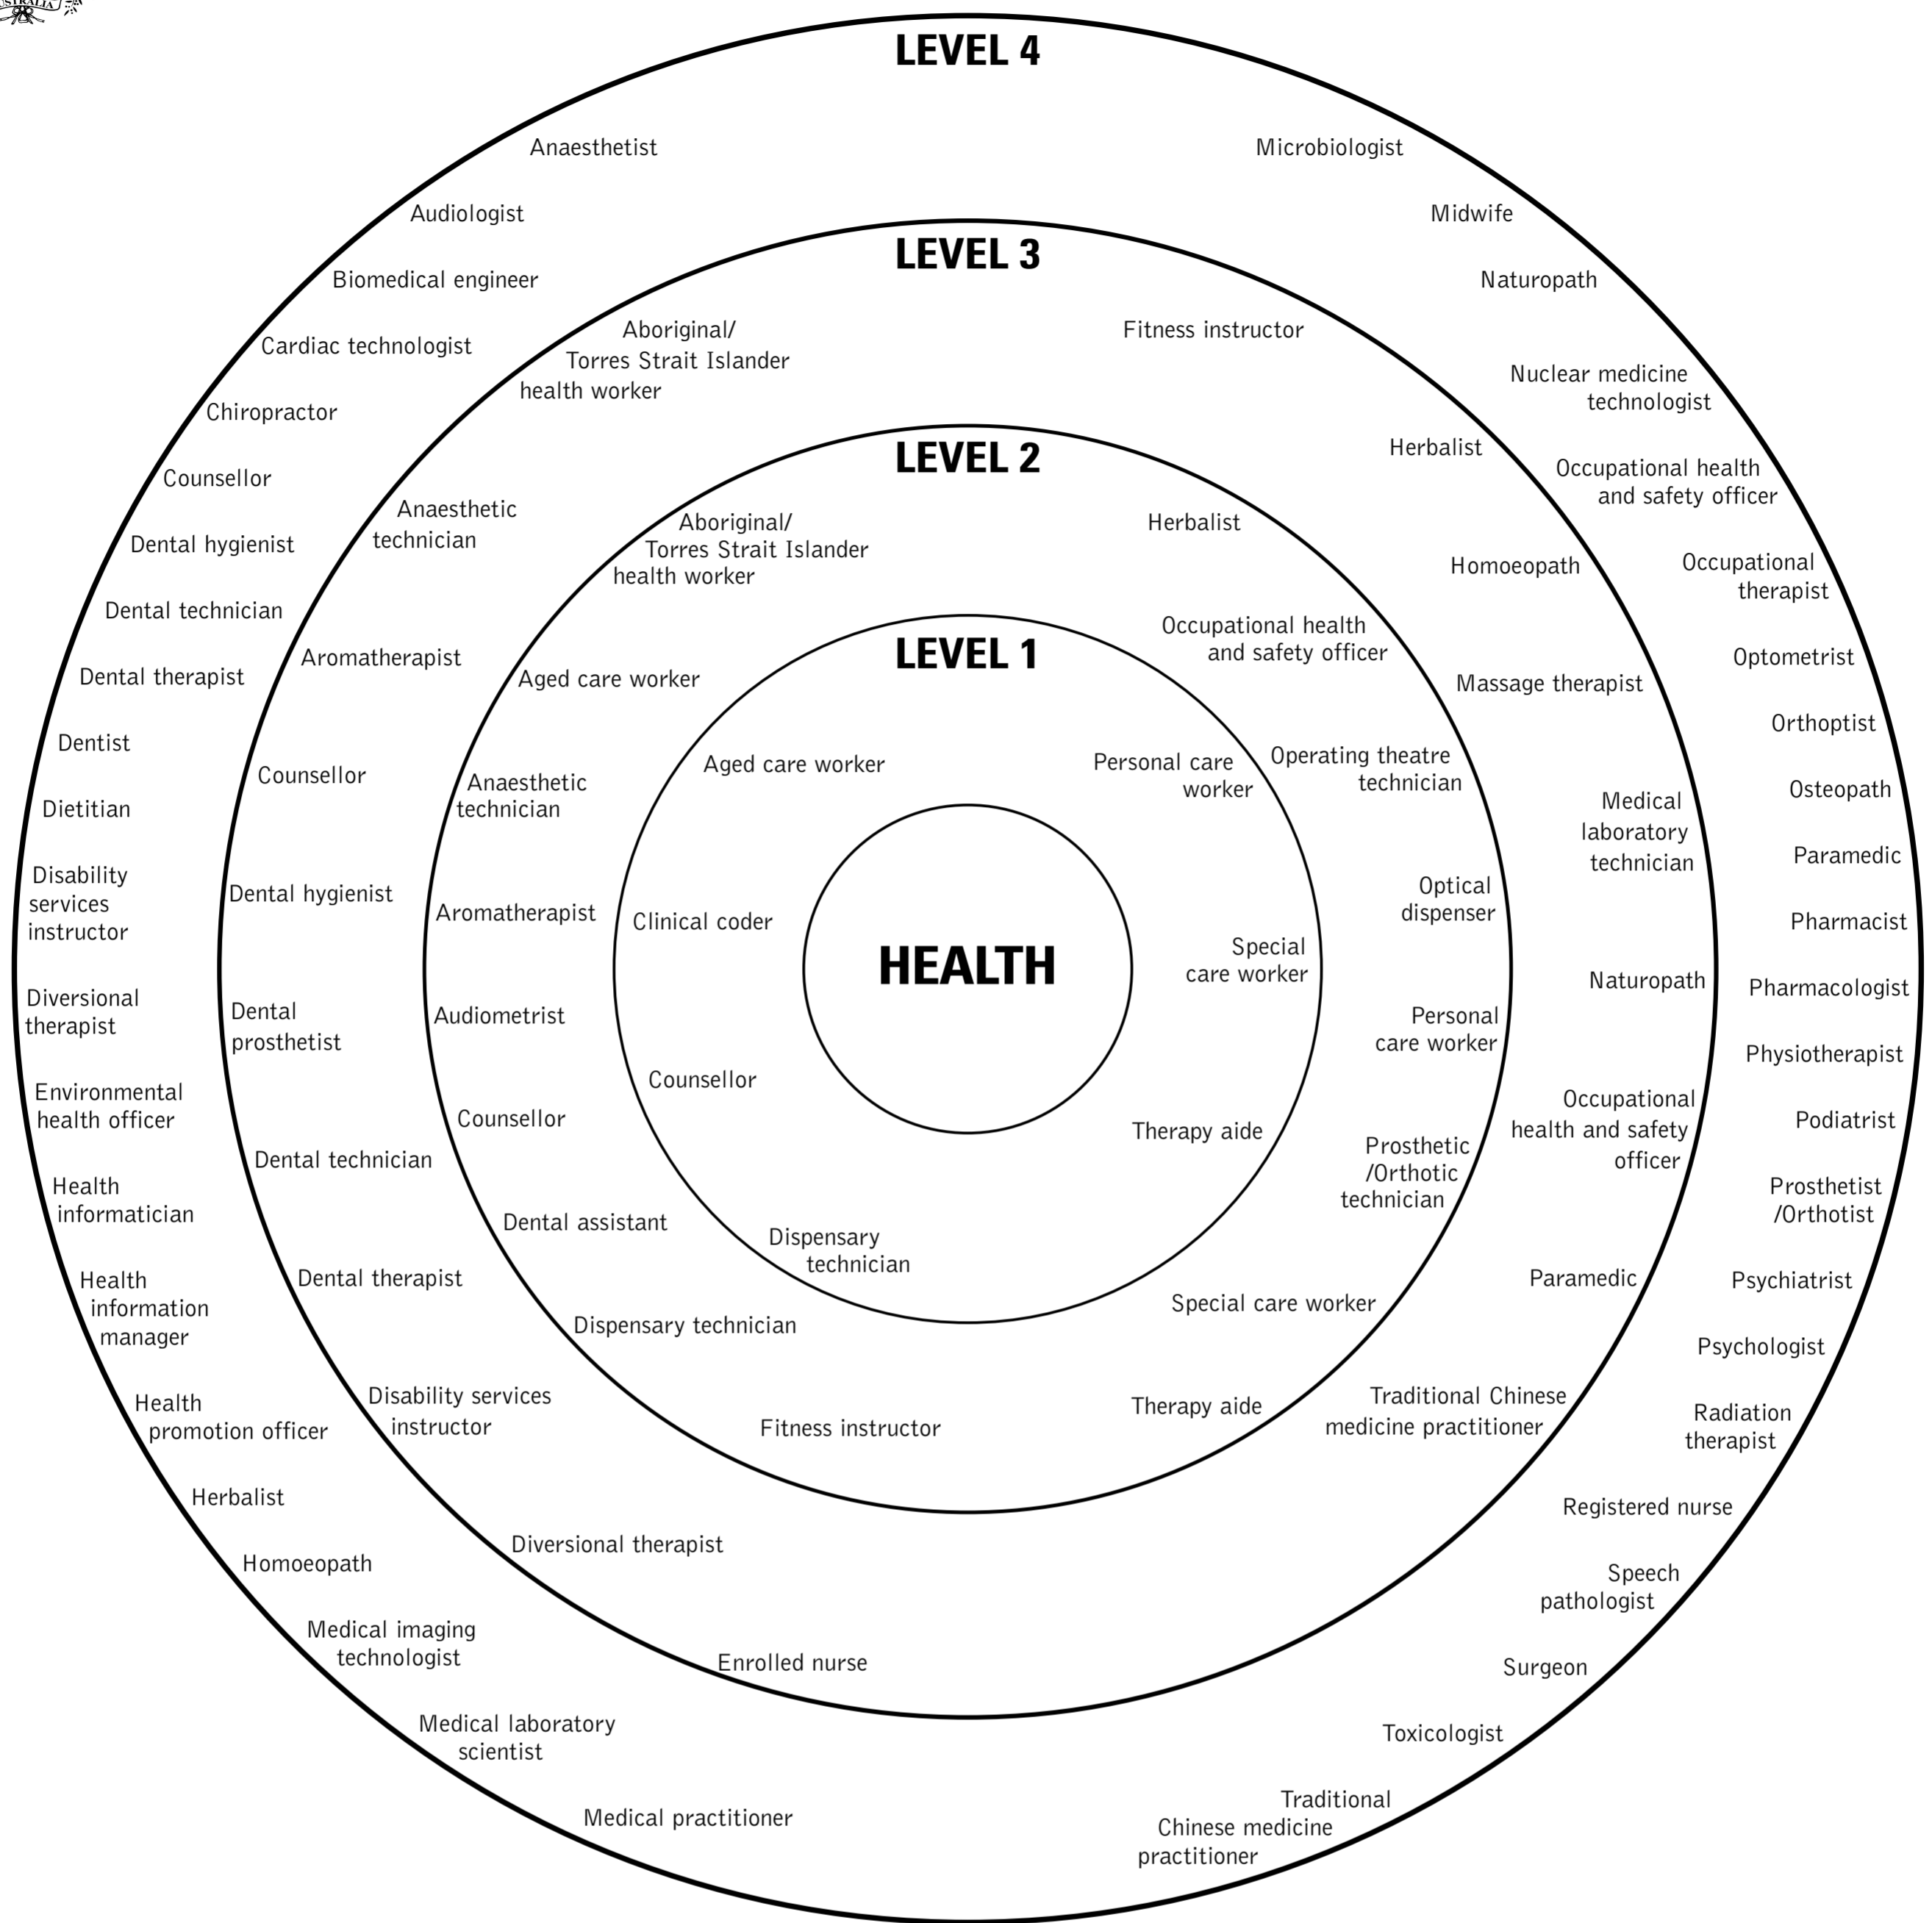 AUSTRALIA
LEVEL 4
Anaesthetist
Audiologist
Biomedical engineer
Cardiac technologist
Chiropractor
Counsellor
Dental hygienist
Dental technician
Dental therapist
Dentist
Dietitian
Disability
services
instructor
Diversional
therapist
Environmental
health officer
Health
informatician
Health
information
manager
Health
promotion officer
Herbalist
Homoeopath
Medical imaging
technologist
Medical laboratory
scientist
Medical practitioner
Microbiologist
Midwife
Naturopath
Nuclear medicine
technologist
Occupational health
and safety officer
Occupational
therapist
Optometrist
Orthoptist
Osteopath
Paramedic
Pharmacist
Pharmacologist
Physiotherapist
Podiatrist
Prosthetist
/Orthotist
Psychiatrist
Psychologist
Radiation
therapist
Registered nurse
Speech
pathologist
Surgeon
Toxicologist
Traditional
Chinese medicine
practitioner
LEVEL 3
Aboriginal/
Torres Strait Islander
health worker
Anaesthetic
technician
Aromatherapist
Counsellor
Dental hygienist
Dental
prosthetist
Dental technician
Dental therapist
Disability services
instructor
Diversional therapist
Enrolled nurse
Fitness instructor
Herbalist
Homoeopath
Massage therapist
Medical
laboratory
technician
Naturopath
Occupational
health and safety
officer
Paramedic
Traditional Chinese
medicine practitioner
LEVEL 2
Aboriginal/
Torres Strait Islander
health worker
Aged care worker
Anaesthetic
technician
Aromatherapist
Audiometrist
Counsellor
Dental assistant
Dispensary technician
Fitness instructor
Herbalist
Occupational health
and safety officer
Operating theatre
technician
Optical
dispenser
Personal
care worker
Prosthetic
/Orthotic
technician
Special care worker
Therapy aide
LEVEL 1
Aged care worker
Clinical coder
Counsellor
Dispensary
technician
Personal care
worker
Special
care worker
Therapy aide
HEALTH